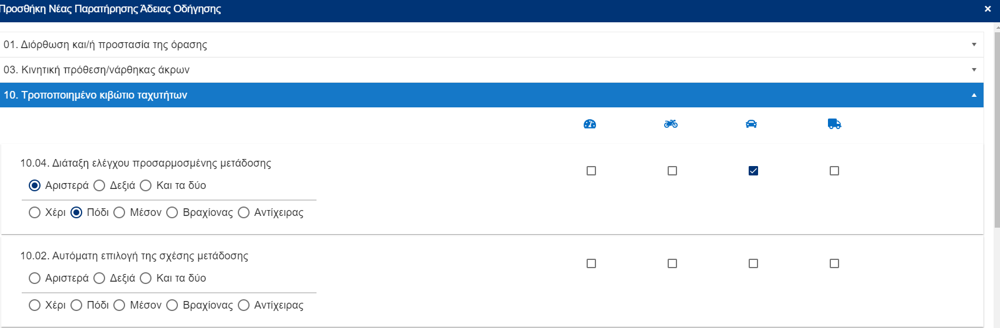 Προσθήκη Νέας Παρατήρησης Άδειας Οδήγησης
01. Διόρθωση και/ή προστασία της όρασης
03. Κινητική πρόθεση/νάρθηκας άκρων
10. Τροποποιημένο κιβώτιο ταχυτήτων
10.04. Διάταξη ελέγχου προσαρμοσμένης μετάδοσης
Αριστερά Δεξιά Και τα δύο
Χέρι Πόδι Μέσον Βραχίονας Αντίχειρας
10.02. Αυτόματη επιλογή της σχέσης μετάδοσης
Αριστερά Δεξιά Και τα δύο
Χέρι Πόδι Μέσον Βραχίονας Αντίχειρας